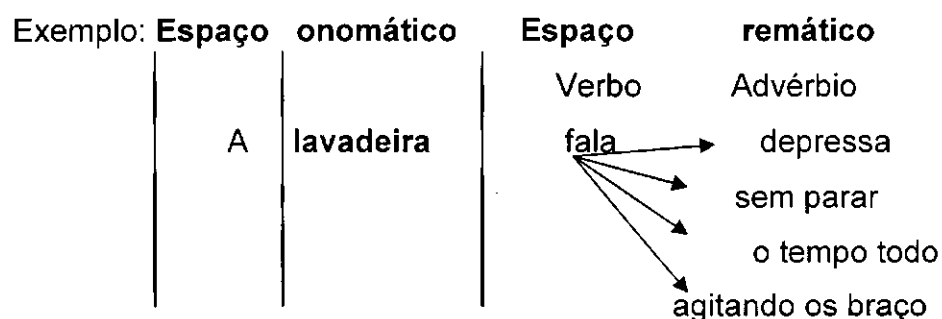 Exemplo: Espaço onomático Espaço remático
Verbo Advérbio
A lavadeira fala depressa
sem parar
o tempo todo
agitando os braço